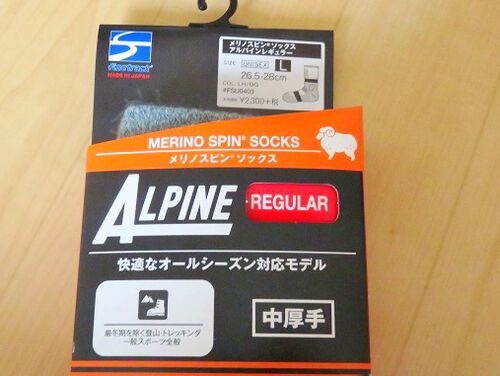 finetrack®
MADE IN JAPAN
メリノスピン®ソックス
アルパインレギュラー
SIZE: UNISEX L
26.5-28cm
COL: LH/OG
#FSU0403
¥2,300+税
MERINO SPIN® SOCKS
メリノスピン®ソックス
ALPINE REGULAR
快適なオールシーズン対応モデル
厳冬期を除く登山・トレッキング
一般スポーツ全般
中厚手